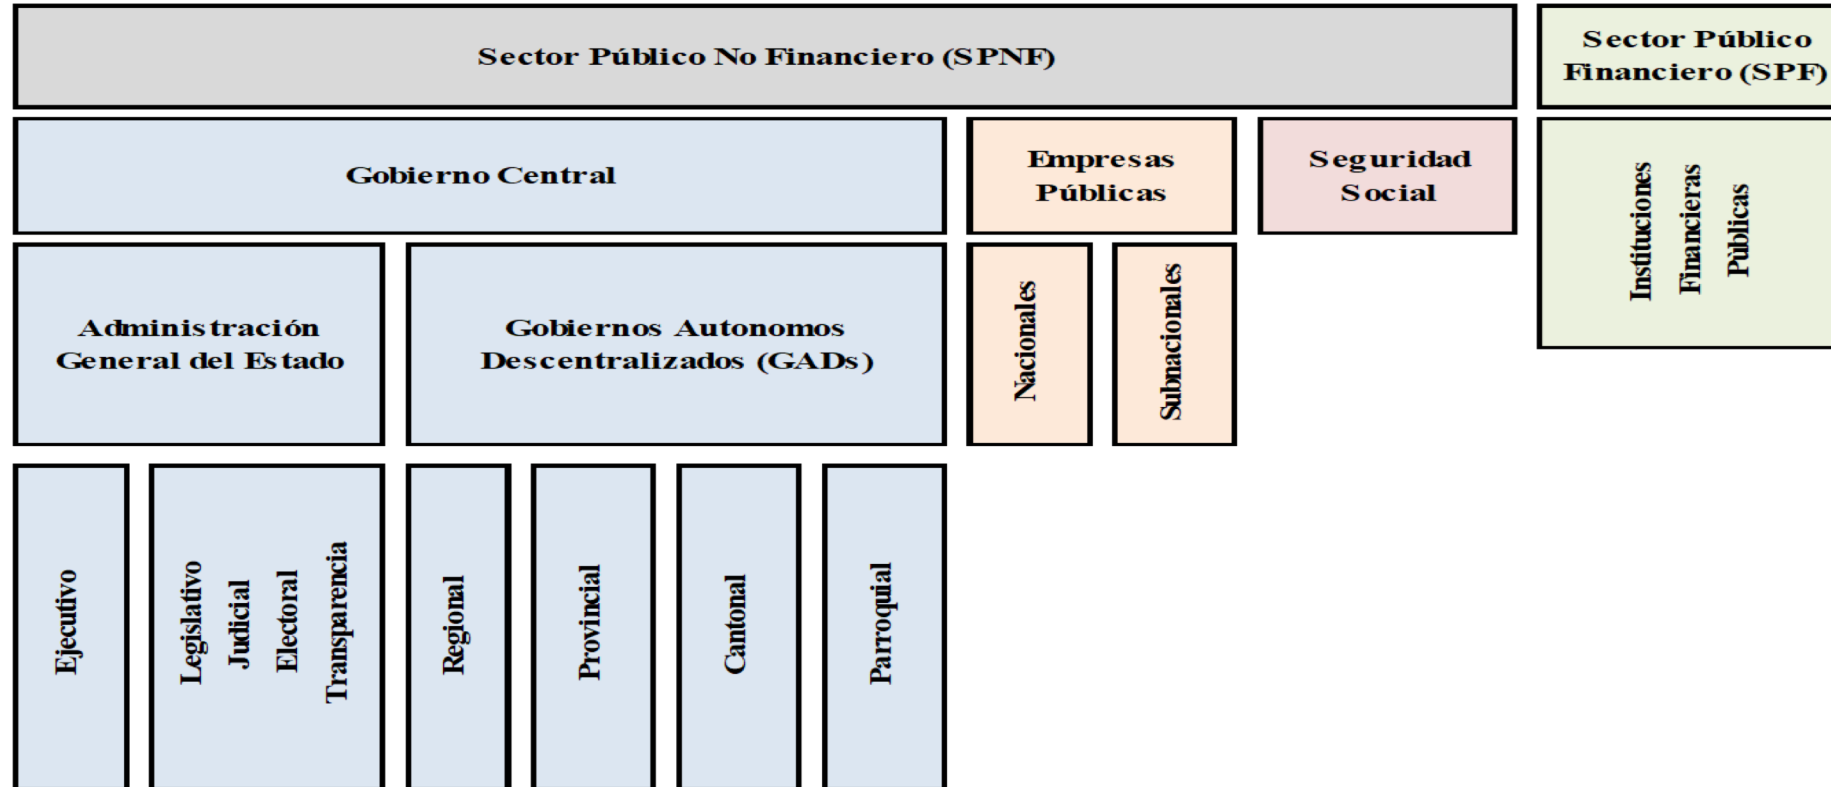 Sector Público No Financiero (SPNF)
Sector Público
Financiero (SPF)
Gobierno Central
Empresas
Públicas
Seguridad
Social
Instituciones
Financieras
Pùblicas
Administración
General del Estado
Gobiernos Autonomos
Descentralizados (GADs)
Nacionales
Subnacionales
Ejecutivo
Legislativo
Judicial
Electoral
Transparencia
Regional
Provincial
Cantonal
Parroquial